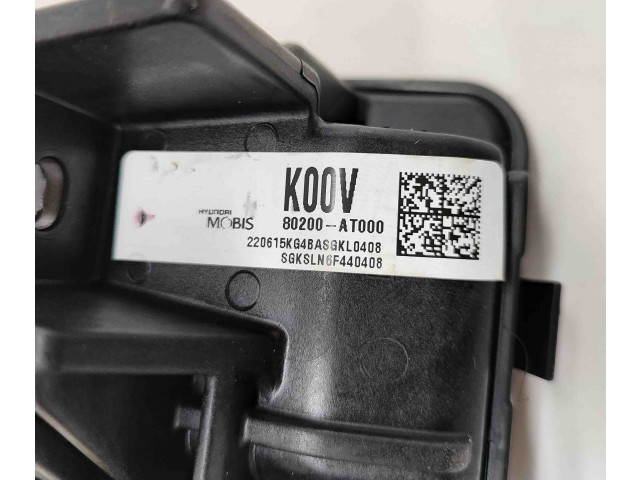 K00V
HYUNDAI
MOBIS
80200-AT000
220615KG4BASGKL0408
SGKSLN6F440408